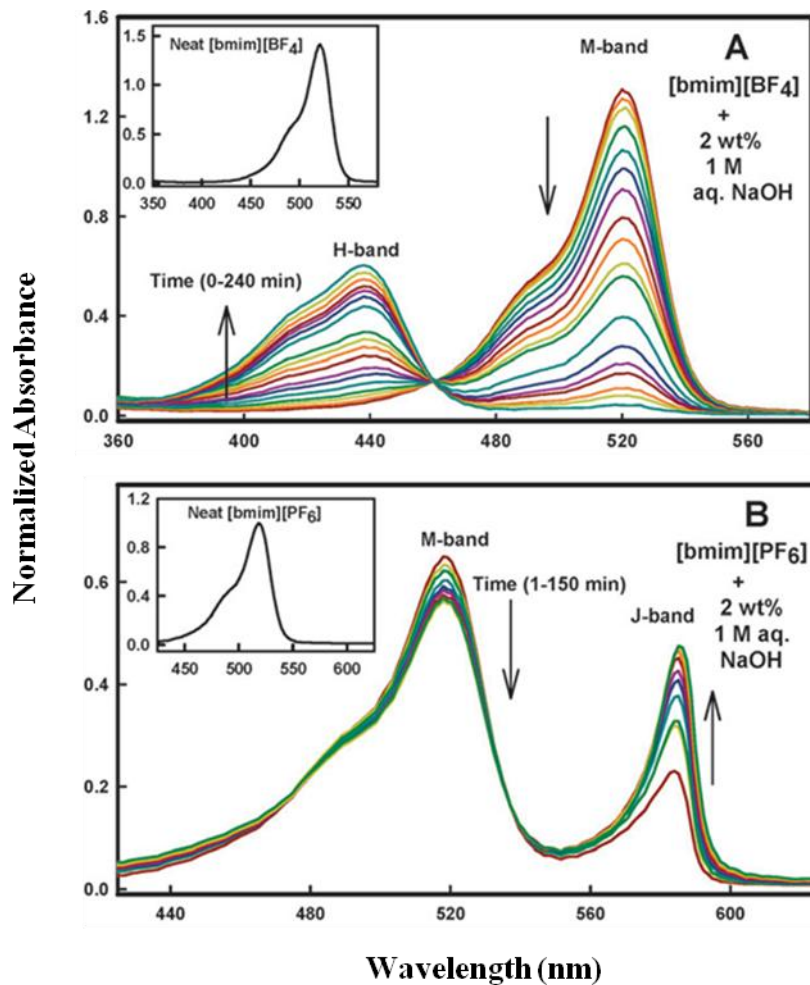 Normalized Absorbance
1.6
1.2
0.8
0.4
0.0
Neat [bmim][BF4]
1.5
1.0
0.5
0.0
350 400 450 500 550
M-band
A
[bmim][BF4]
+
2 wt%
1 M
aq. NaOH
H-band
Time (0-240 min)
360 400 440 480 520 560
0.6
0.4
0.2
0.0
Neat [bmim][PF6]
1.2
0.8
0.4
0.0
450 500 550 600
M-band
Time (1-150 min)
B
[bmim][PF6]
+
2 wt%
1 M aq.
NaOH
J-band
440 480 520 560 600
Wavelength (nm)